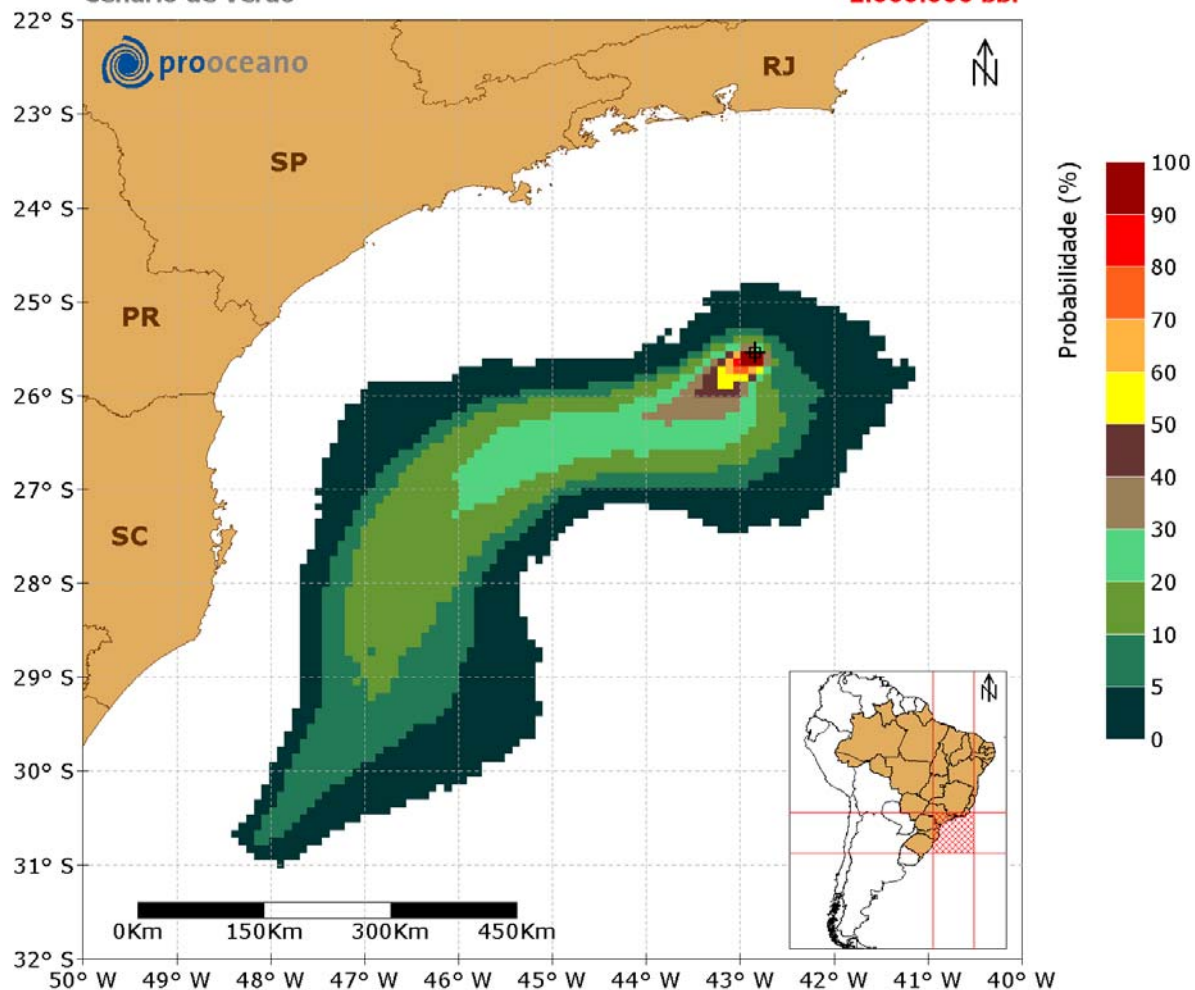 22° S
prooceano
RJ
N
23° S
SP
24° S
25° S
PR
26° S
27° S
SC
28° S
29° S
30° S
31° S
32° S
0Km 150Km 300Km 450Km
50° W 49° W 48° W 47° W 46° W 45° W 44° W 43° W 42° W 41° W 40° W
Probabilidade (%)
100
90
80
70
60
50
40
30
20
10
5
0
N